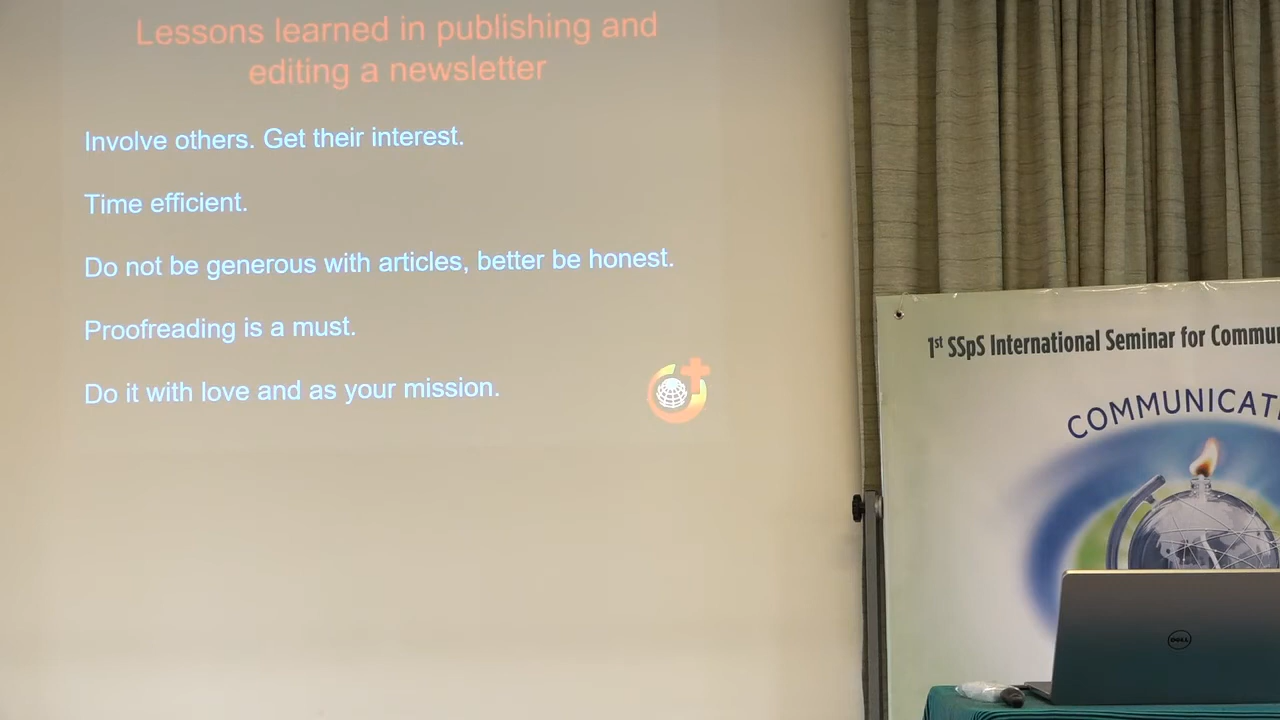 Lessons learned in publishing and
editing a newsletter
Involve others. Get their interest.
Time efficient.
Do not be generous with articles, better be honest.
Proofreading is a must.
Do it with love and as your mission.
1st SSpS International Seminar for Commu
COMMUNICAT
DELL